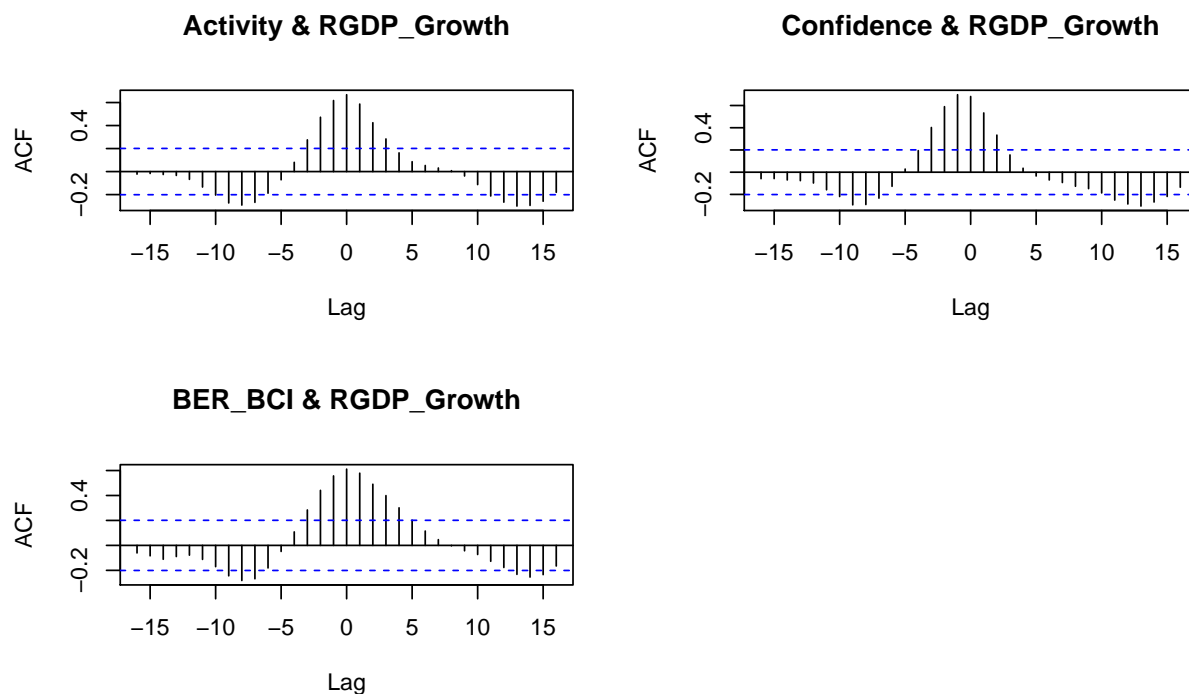 Activity & RGDP_Growth
ACF
0.4
−0.2
−15 −10 −5 0 5 10 15
Lag
Confidence & RGDP_Growth
ACF
0.4
−0.2
−15 −10 −5 0 5 10 15
Lag
BER_BCI & RGDP_Growth
ACF
0.4
−0.2
−15 −10 −5 0 5 10 15
Lag